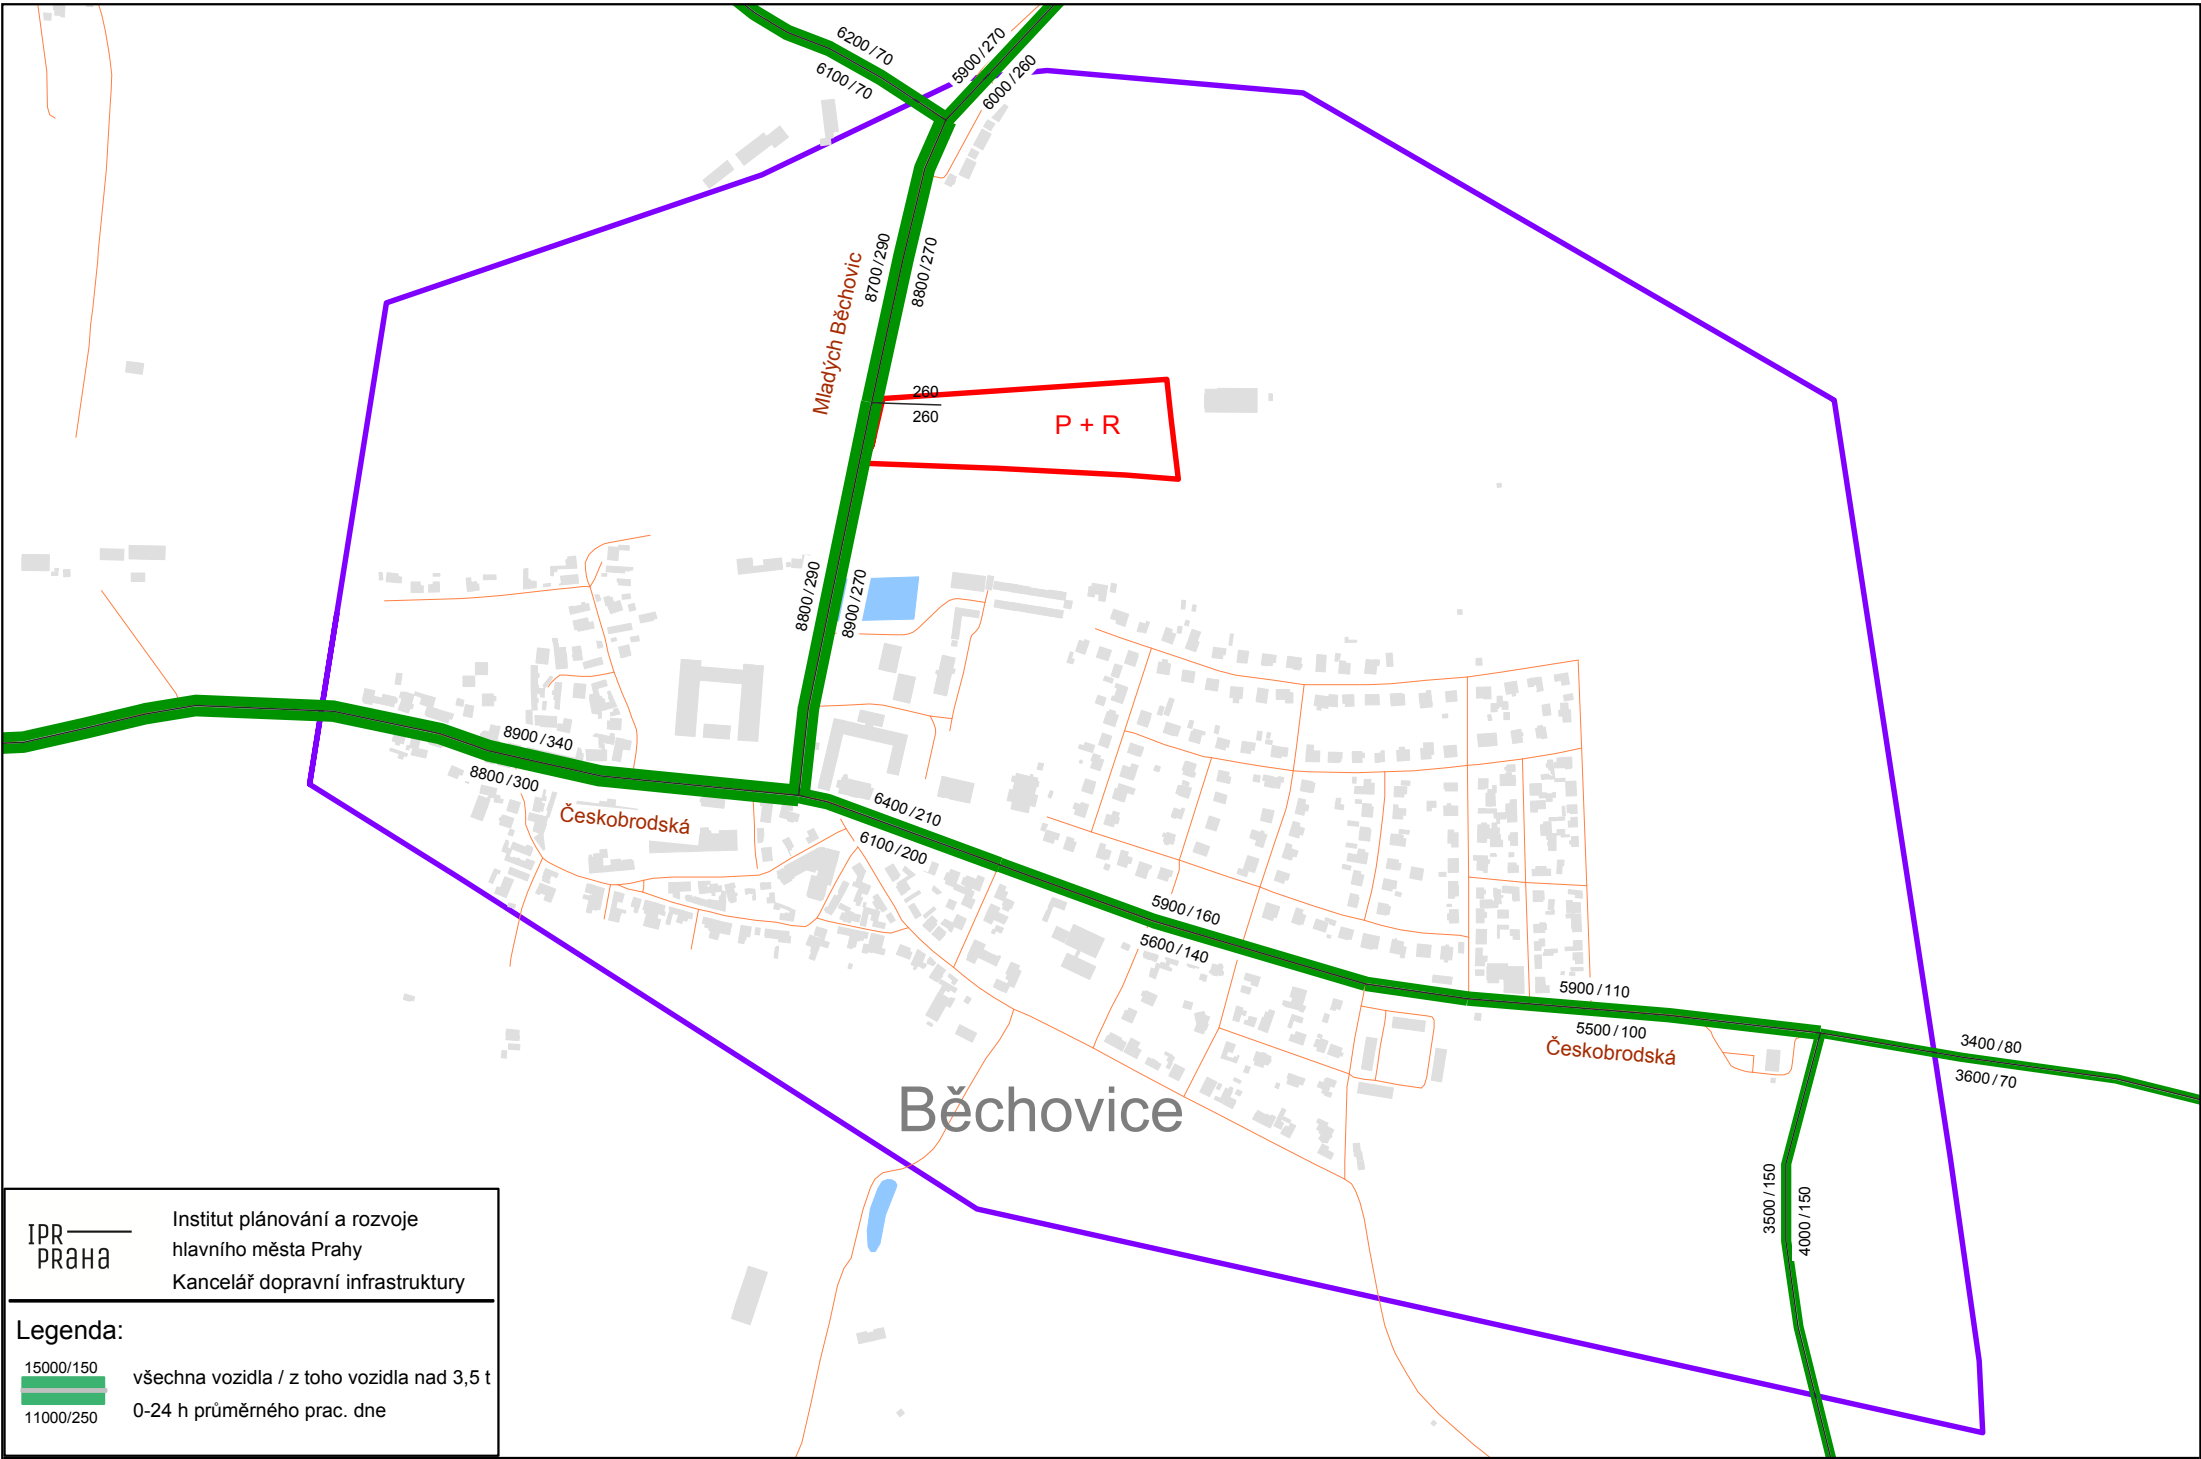 6200/70
6100/70
5900/270
6000/260
Mladých Běchovic
8700/290
8800/270
260
260
P + R
8800/290
8900/270
8900/340
8800/300
Českobrodská
6400/210
6100/200
5900/160
5600/140
5900/110
5500/100
Českobrodská
3400/80
3600/70
3500/150
4000/150
Běchovice
IPR
PRAHA
Institut plánování a rozvoje
hlavního města Prahy
Kancelář dopravní infrastruktury
Legenda:
15000/150
11000/250
všechna vozidla / z toho vozidla nad 3,5 t
0-24 h průměrného prac. dne